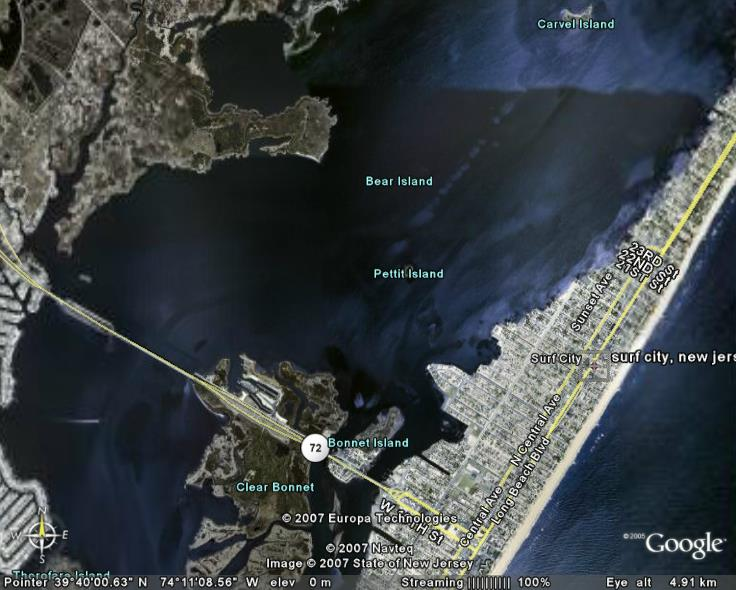 Carvel Island
Bear Island
Pettit Island
23RD St
22ND St
21ST St
Sunset Ave
Surf City
surf city, new jers
N Central Ave
Long Beach Blvd
Central Ave
72
Bonnet Island
Clear Bonnet
© 2007 Europa Technologies
© 2007 Navteq
Image © 2007 State of New Jersey
© 2005 Google™
N
W E
S
Thorofare Island
Pointer 39°40'00.63" N 74°11'08.56" W elev 0 m Streaming |||||||||| 100% Eye alt 4.91 km